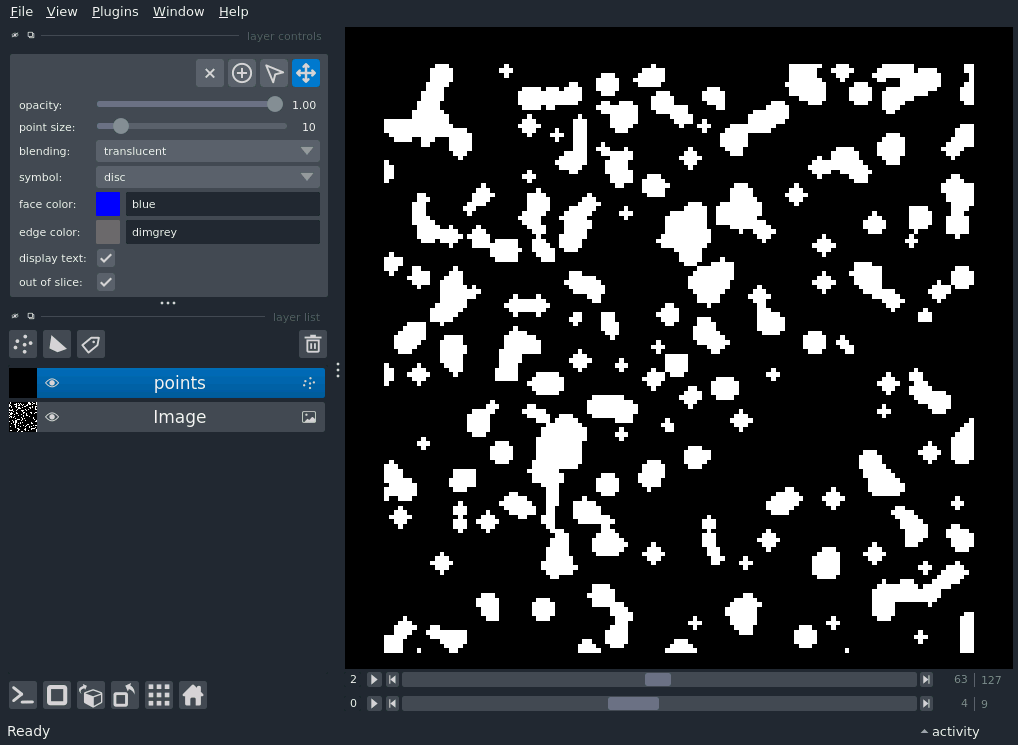 File View Plugins Window Help
layer controls
opacity: 1.00
point size: 10
blending: translucent
symbol: disc
face color: blue
edge color: dimgrey
display text:
out of slice:
layer list
points
Image
2 63 127
0 4 9
Ready activity